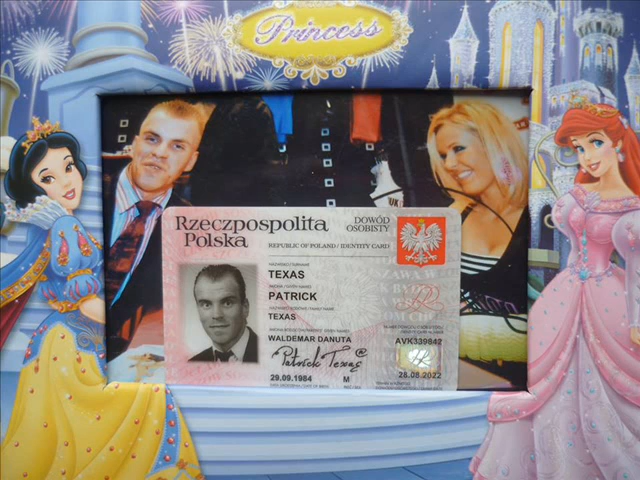 Princess
Rzeczpospolita
Polska
DOWÓD
OSOBISTY
REPUBLIC OF POLAND / IDENTITY CARD
TEXAS
PATRICK
TEXAS
WALDEMAR DANUTA
AVK339842
Patrick Texas
29.09.1984 M 28.08.2022